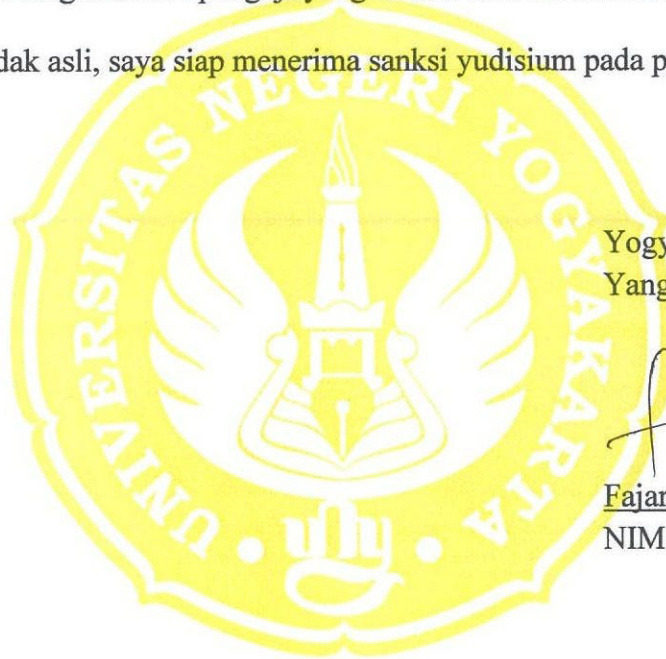 dak asli, saya siap menerima sanksi yudisium pada p
UNIVERSITAS NEGERI YOGYAKARTA
Yogy
Yang
uny
Fajar
NIM